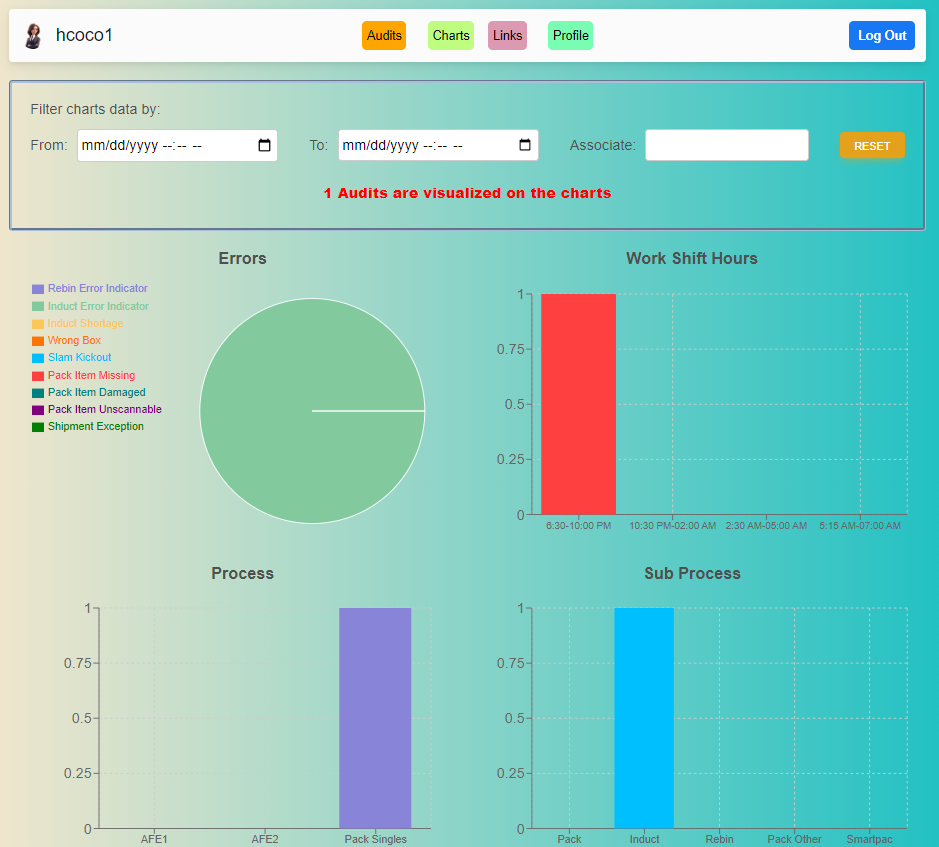 hcoco1
Audits
Charts
Links
Profile
Log Out
Filter charts data by:
From: mm/dd/yyyy --:-- -- To: mm/dd/yyyy --:-- -- Associate: RESET
1 Audits are visualized on the charts
Errors
Rebin Error Indicator
Induct Error Indicator
Induct Shortage
Wrong Box
Slam Kickout
Pack Item Missing
Pack Item Damaged
Pack Item Unscannable
Shipment Exception
Work Shift Hours
1
0.75
0.5
0.25
0
6:30-10:00 PM 10:30 PM-02:00 AM 2:30 AM-05:00 AM 5:15 AM-07:00 AM
Process
1
0.75
0.5
0.25
0
AFE1 AFE2 Pack Singles
Sub Process
1
0.75
0.5
0.25
0
Pack Induct Rebin Pack Other Smartpac